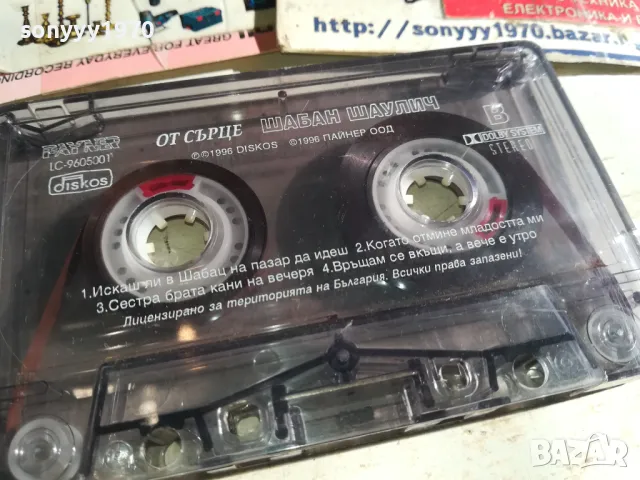 sonyyy1970
ТЕХНИКА
ЕЛЕКТРОНИКА И
http://sonyyy1970.bazar.
GREAT FOR EVERYDAY RECORDING
PAYNER
LC-9605001
diskos
ОТ СЪРЦЕ
ШАБАН ШАУЛИЧ
℗©1996 DISKOS ©1996 ПАЙНЕР ООД
B
DOLBY SYSTEM
STEREO
1.Искаш ли в Шабац на пазар да идеш 2.Когато отмине младостта ми
3.Сестра брата кани на вечеря 4.Връщам се вкъщи, а вече е утро
Лицензирано за територията на България. Всички права запазени!
BAZAR
sonyyy1970